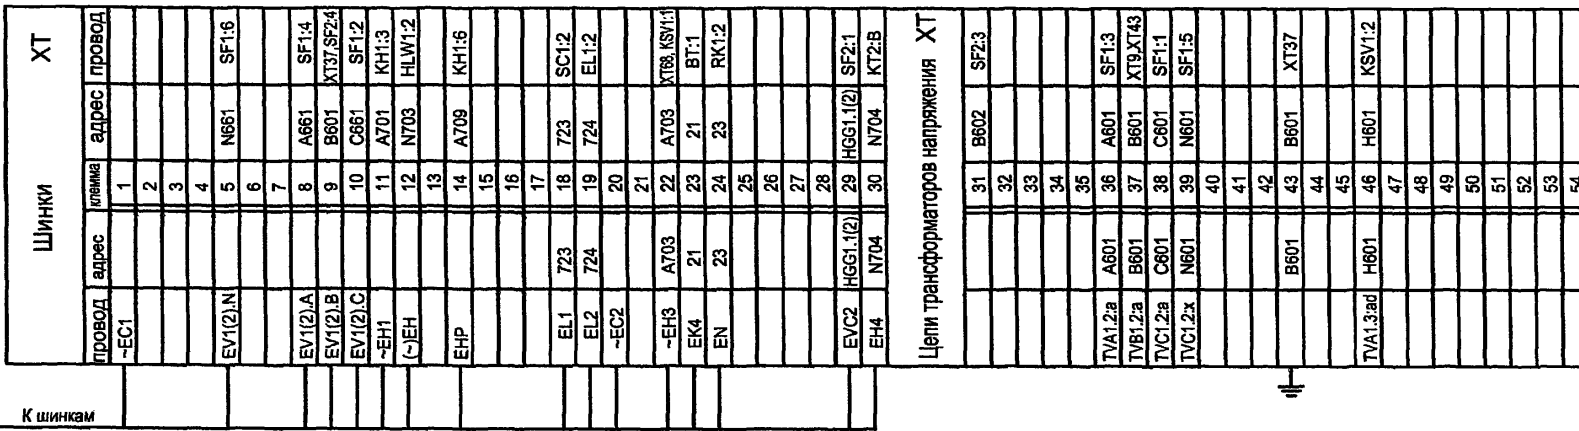 Шинки XT
провод адрес клемма адрес провод
~EC1 1
2
3
4
EV1(2).N 5 N661 SF1:6
6
7
EV1(2).A 8 A661 SF1:4
EV1(2).B 9 B601 XT37,SF2:4
EV1(2).C 10 C661 SF1:2
~EH1 11 A701 KH1:3
(~)EH 12 N703 HLW1:2
13
EHP 14 A709 KH1:6
15
16
17
EL1 723 18 723 SC1:2
EL2 724 19 724 EL1:2
~EC2 20
21
~EH3 A703 22 A703 XT68, KSV1:1
EK4 21 23 21 BT:1
EN 23 24 23 RK1:2
25
26
27
28
EVC2 HGG1.1(2) 29 HGG1.1(2) SF2:1
EH4 N704 30 N704 KT2:B
Цепи трансформаторов напряжения XT
31 B602 SF2:3
32
33
34
35
TVA1.2:a A601 36 A601 SF1:3
TVB1.2:a B601 37 B601 XT9,XT43
TVC1.2:a C601 38 C601 SF1:1
TVC1.2:x N601 39 N601 SF1:5
40
41
42
B601 43 B601 XT37
44
45
TVA1.3:ad H601 46 H601 KSV1:2
47
48
49
50
51
52
53
54
К шинкам